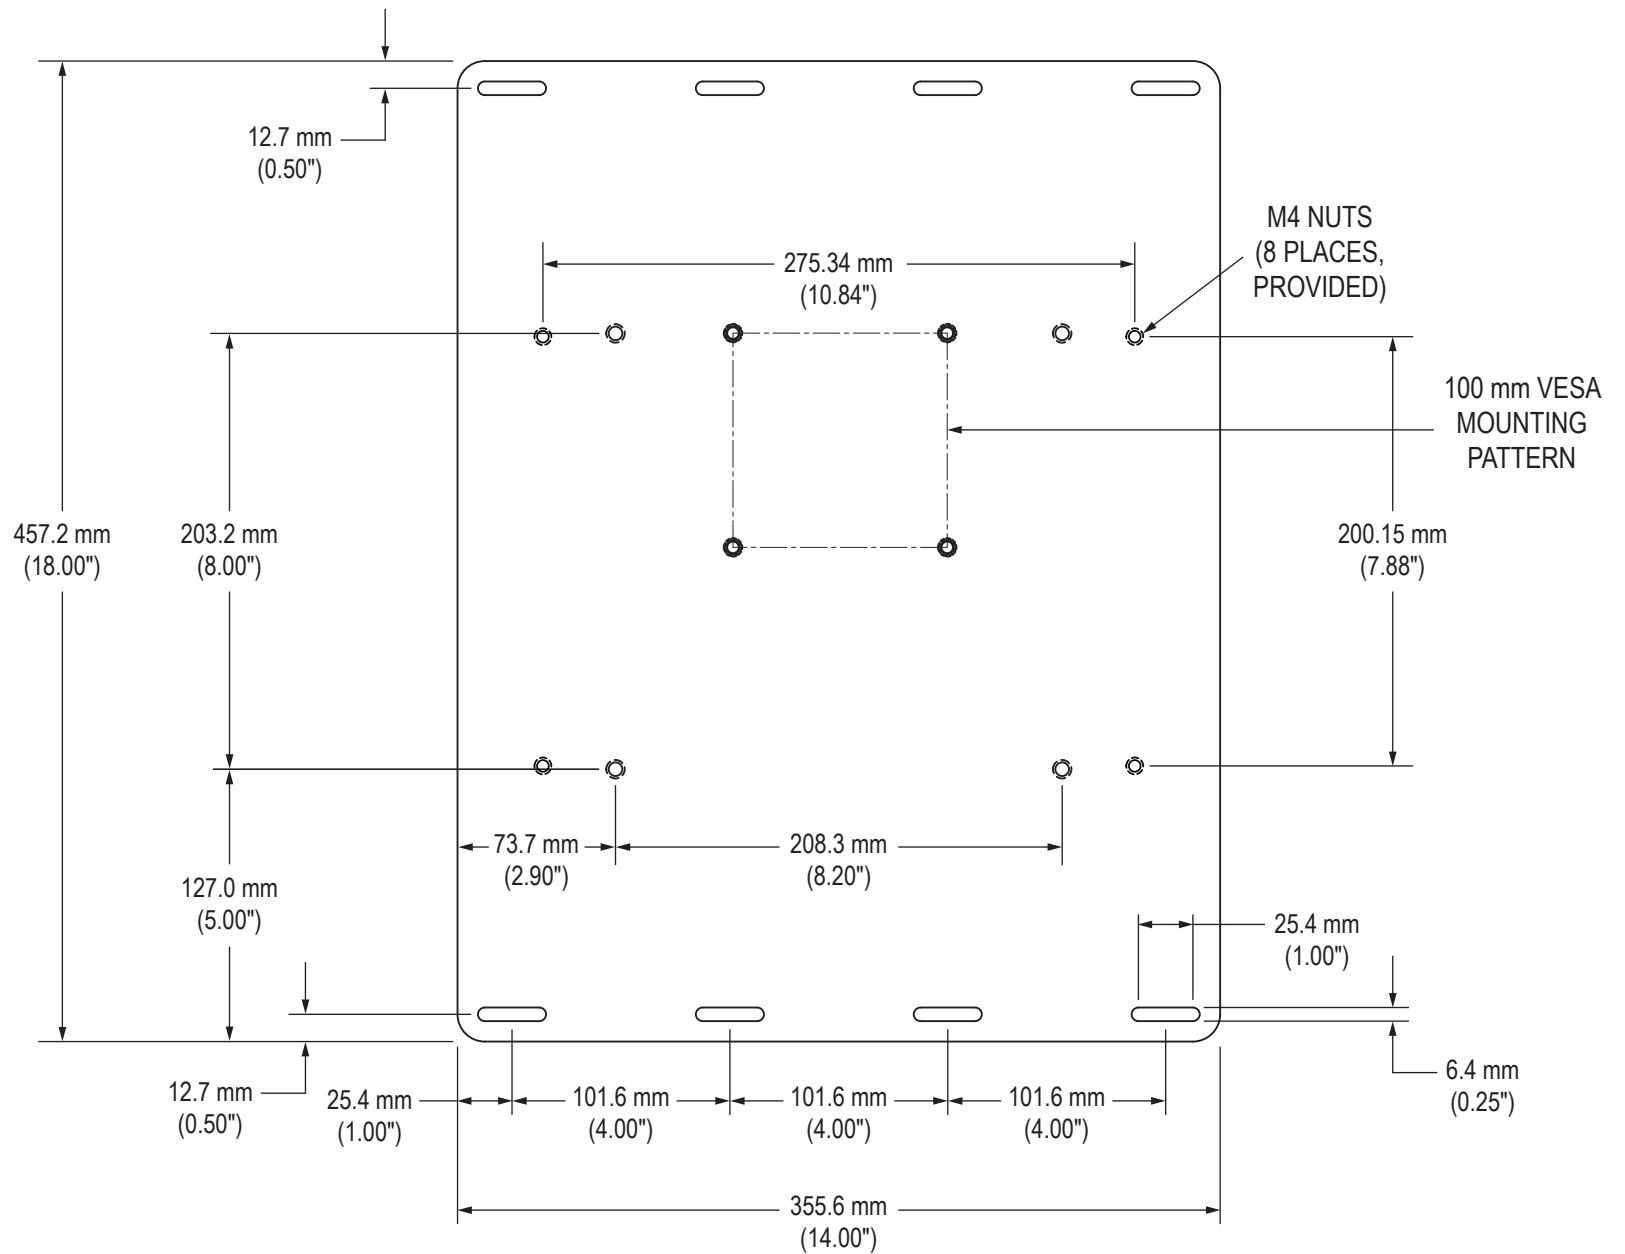 12.7 mm
(0.50")
M4 NUTS
(8 PLACES,
PROVIDED)
275.34 mm
(10.84")
100 mm VESA
MOUNTING
PATTERN
457.2 mm
(18.00")
203.2 mm
(8.00")
200.15 mm
(7.88")
73.7 mm
(2.90")
208.3 mm
(8.20")
127.0 mm
(5.00")
25.4 mm
(1.00")
12.7 mm
(0.50")
25.4 mm
(1.00")
101.6 mm
(4.00")
101.6 mm
(4.00")
101.6 mm
(4.00")
6.4 mm
(0.25")
355.6 mm
(14.00")